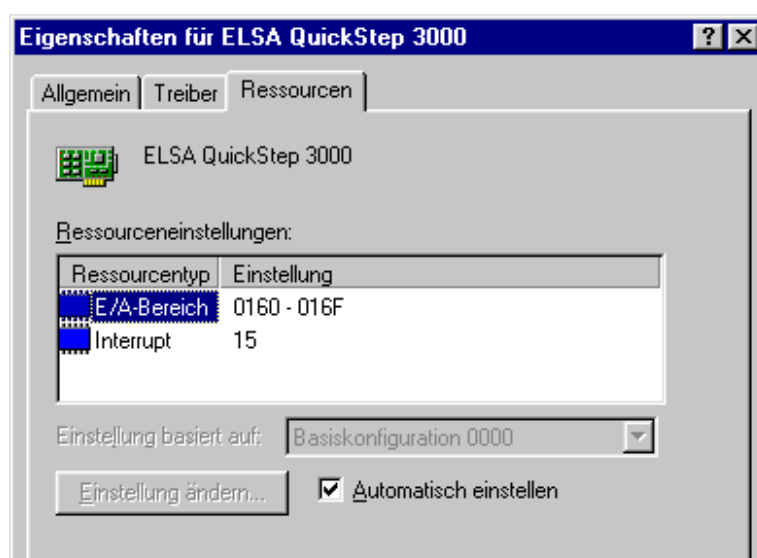 Eigenschaften für ELSA QuickStep 3000
Allgemein Treiber Ressourcen
ELSA QuickStep 3000
Ressourceneinstellungen:
Ressourcentyp Einstellung
E/A-Bereich 0160 - 016F
Interrupt 15
Einstellung basiert auf: Basiskonfiguration 0000
Einstellung ändern... Automatisch einstellen